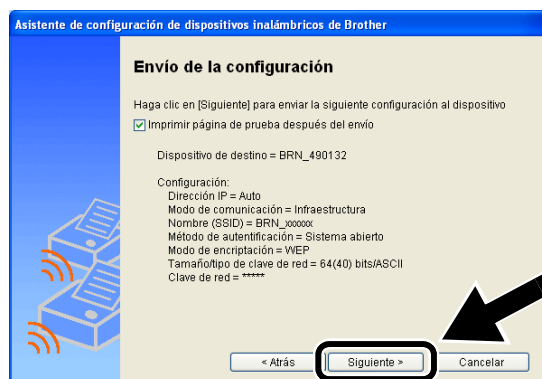 Asistente de configuración de dispositivos inalámbricos de Brother
Envío de la configuración
Haga clic en [Siguiente] para enviar la siguiente configuración al dispositivo
Imprimir página de prueba después del envío
Dispositivo de destino = BRN_490132
Configuración:
Dirección IP = Auto
Modo de comunicación = Infraestructura
Nombre (SSID) = BRN_xxxxxx
Método de autentificación = Sistema abierto
Modo de encriptación = WEP
Tamaño/tipo de clave de red = 64(40) bits/ASCII
Clave de red = *****
< Atrás
Siguiente >
Cancelar